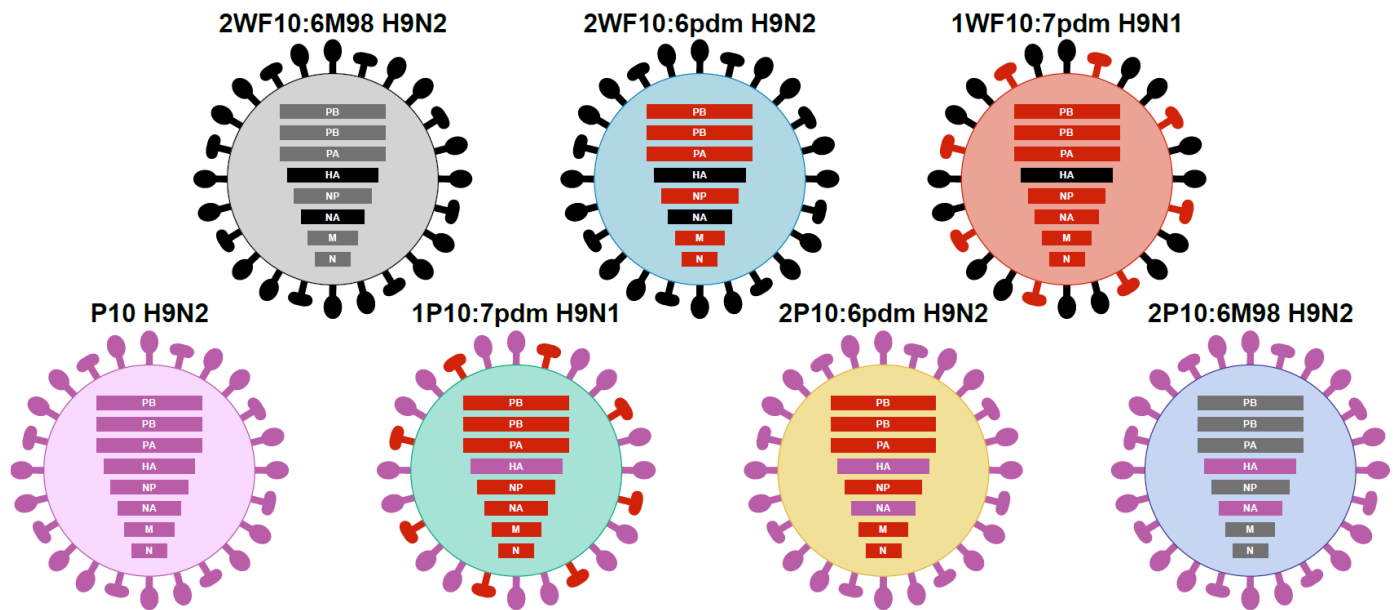 2WF10:6M98 H9N2
PB
PB
PA
HA
NP
NA
M
N
2WF10:6pdm H9N2
PB
PB
PA
HA
NP
NA
M
N
1WF10:7pdm H9N1
PB
PB
PA
HA
NP
NA
M
N
P10 H9N2
PB
PB
PA
HA
NP
NA
M
N
1P10:7pdm H9N1
PB
PB
PA
HA
NP
NA
M
N
2P10:6pdm H9N2
PB
PB
PA
HA
NP
NA
M
N
2P10:6M98 H9N2
PB
PB
PA
HA
NP
NA
M
N